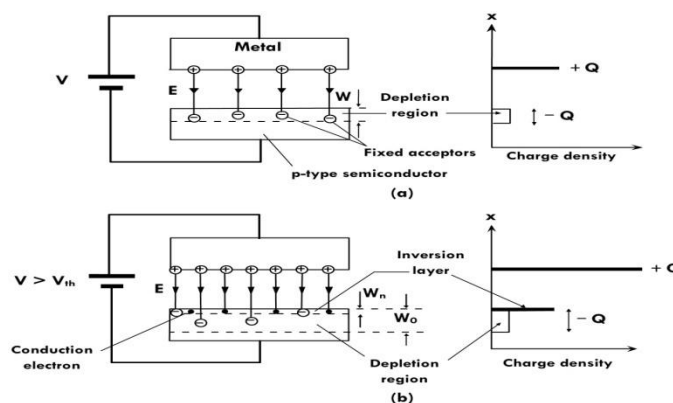 x
Metal
+ Q
V
E
W
Depletion
region
– Q
Fixed acceptors
p-type semiconductor
Charge density
(a)
x
Inversion
layer
+ Q
V > Vth
E
Wn
W0
– Q
Conduction
electron
Depletion
region
Charge density
(b)